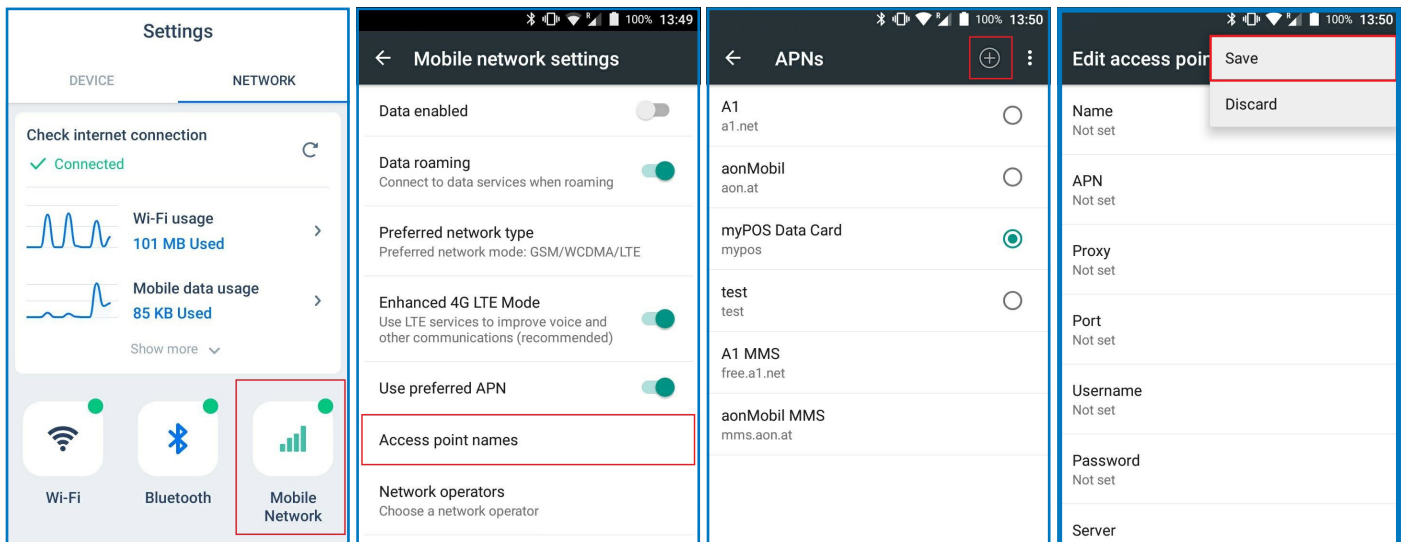 Settings
DEVICE
NETWORK
Check internet connection
Connected
Wi-Fi usage
101 MB Used
Mobile data usage
85 KB Used
Show more
Wi-Fi
Bluetooth
Mobile
Network
R
100% 13:49
Mobile network settings
Data enabled
Data roaming
Connect to data services when roaming
Preferred network type
Preferred network mode: GSM/WCDMA/LTE
Enhanced 4G LTE Mode
Use LTE services to improve voice and
other communications (recommended)
Use preferred APN
Access point names
Network operators
Choose a network operator
R
100% 13:50
APNs
A1
a1.net
aonMobil
aon.at
myPOS Data Card
mypos
test
test
A1 MMS
free.a1.net
aonMobil MMS
mms.aon.at
R
100% 13:50
Edit access poin
Save
Discard
Name
Not set
APN
Not set
Proxy
Not set
Port
Not set
Username
Not set
Password
Not set
Server